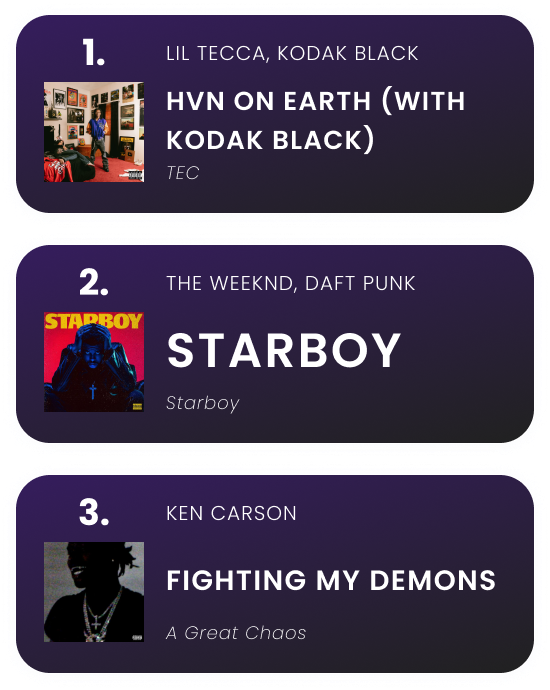 1.
LIL TECCA, KODAK BLACK
HVN ON EARTH (WITH
KODAK BLACK)
TEC
2.
THE WEEKND, DAFT PUNK
STARBOY
STARBOY
Starboy
3.
KEN CARSON
FIGHTING MY DEMONS
A Great Chaos